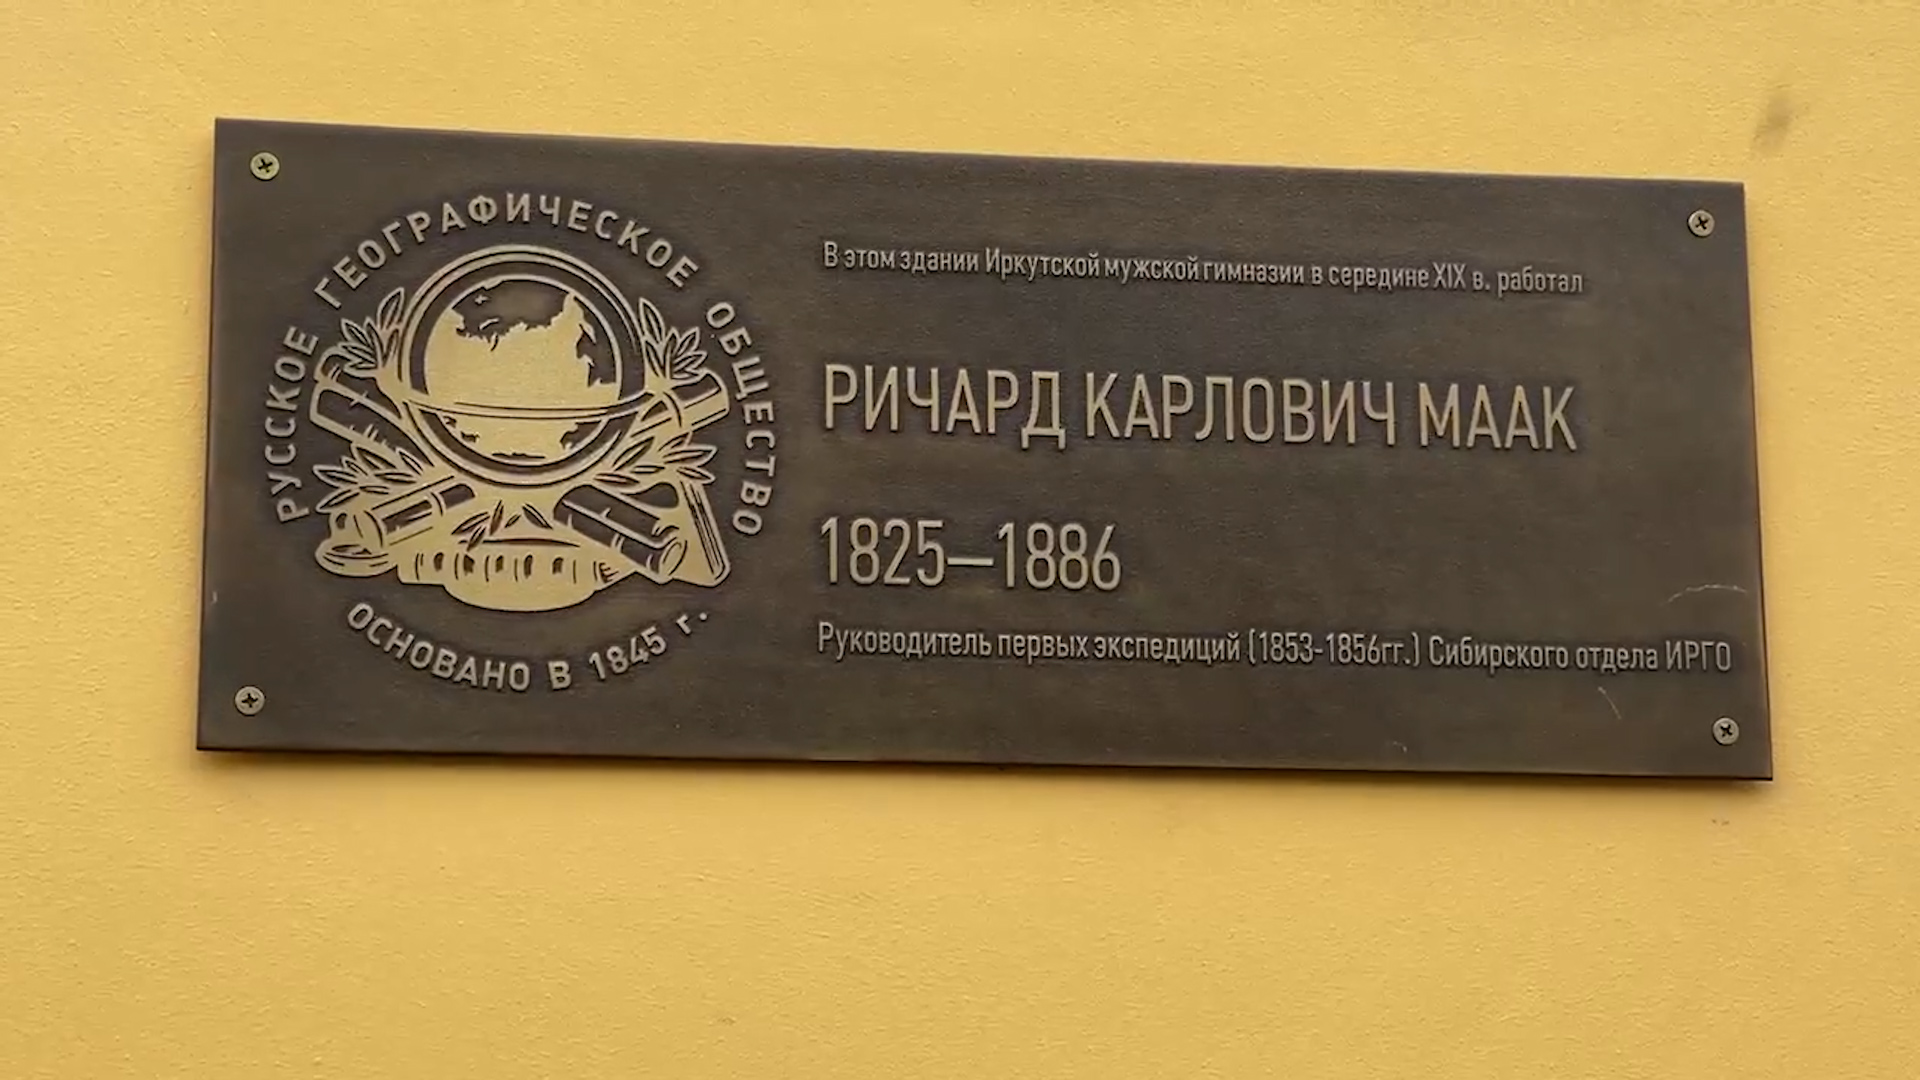 РУССКОЕ ГЕОГРАФИЧЕСКОЕ ОБЩЕСТВО
ОСНОВАНО В 1845 г.
В этом здании Иркутской мужской гимназии в середине XIX в. работал
РИЧАРД КАРЛОВИЧ МААК
1825–1886
Руководитель первых экспедиций (1853-1856гг.) Сибирского отдела ИРГО